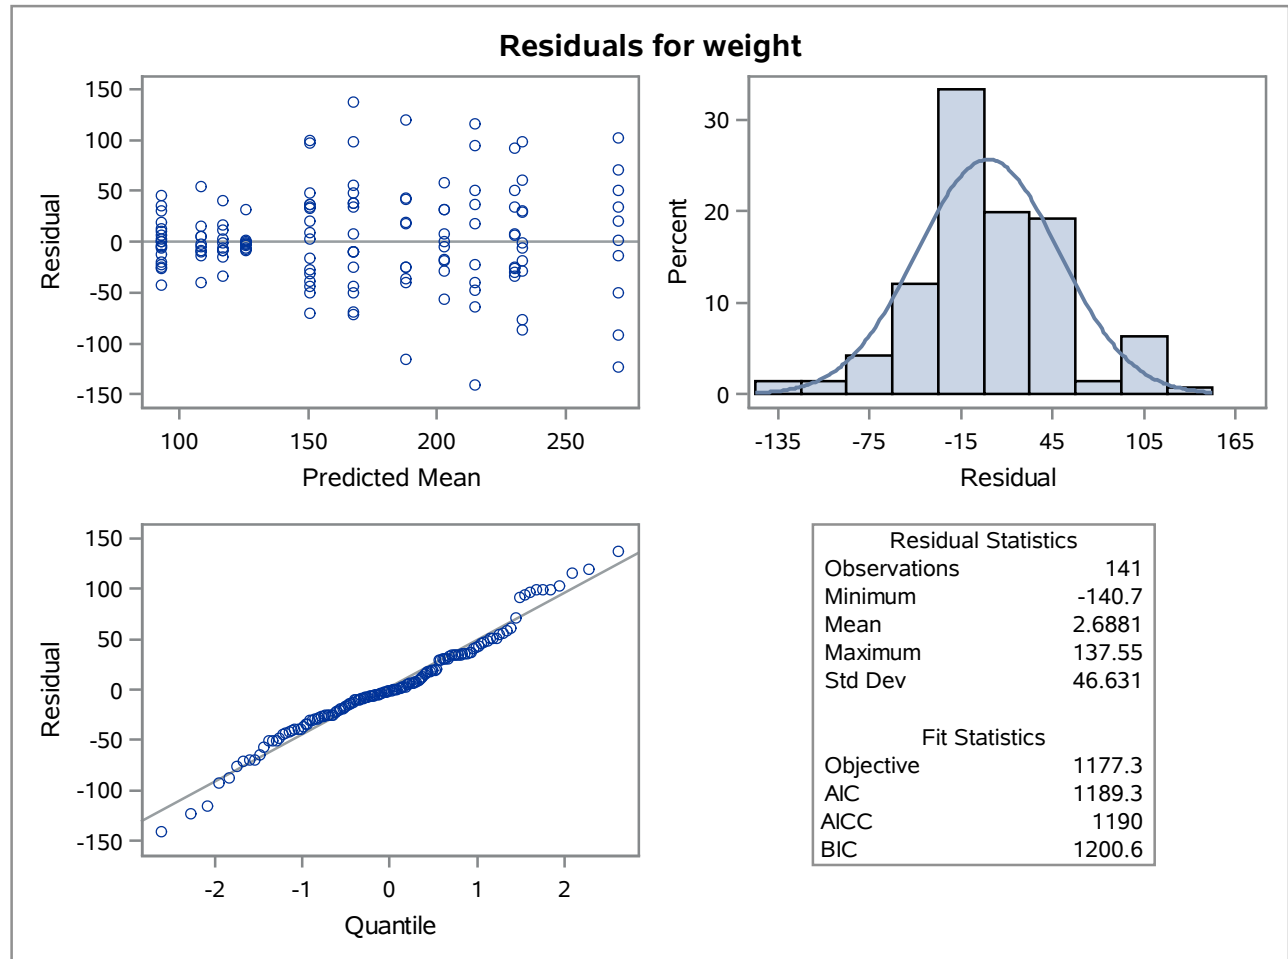 Residuals for weight
150
100
50
0
-50
-100
-150
Residual
100 150 200 250
Predicted Mean
30
20
10
0
Percent
-135 -75 -15 45 105 165
Residual
150
100
50
0
-50
-100
-150
Residual
-2 -1 0 1 2
Quantile
Residual Statistics
Observations 141
Minimum -140.7
Mean 2.6881
Maximum 137.55
Std Dev 46.631
Fit Statistics
Objective 1177.3
AIC 1189.3
AICC 1190
BIC 1200.6